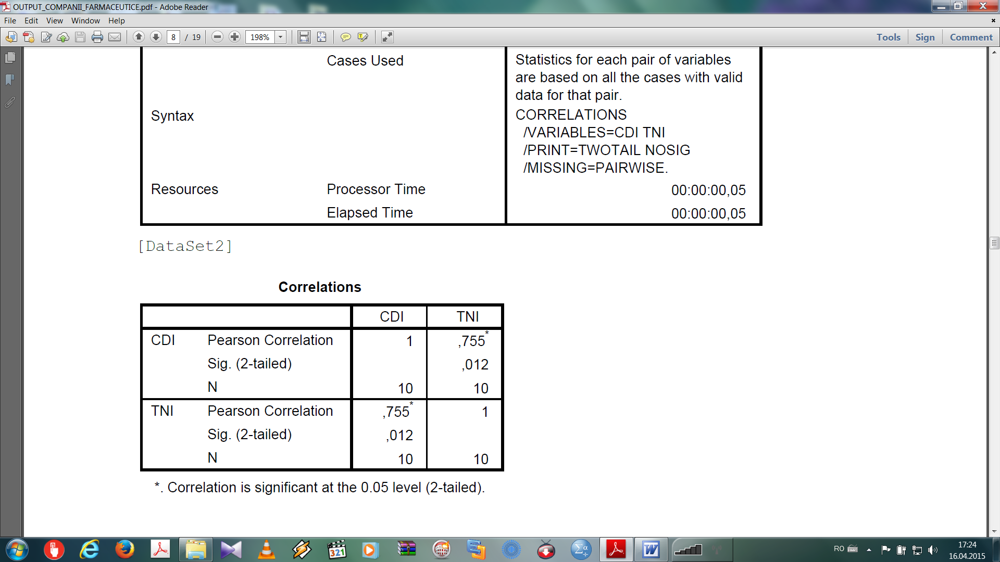 OUTPUT_COMPANII_FARMACEUTICE.pdf - Adobe Reader
File Edit View Window Help
8 / 19 198% Tools Sign Comment
Cases Used Statistics for each pair of variables
are based on all the cases with valid
data for that pair.
Syntax CORRELATIONS
/VARIABLES=CDI TNI
/PRINT=TWOTAIL NOSIG
/MISSING=PAIRWISE.
Resources Processor Time 00:00:00,05
Elapsed Time 00:00:00,05
[DataSet2]
Correlations
CDI TNI
CDI Pearson Correlation 1 ,755*
Sig. (2-tailed) ,012
N 10 10
TNI Pearson Correlation ,755* 1
Sig. (2-tailed) ,012
N 10 10
*. Correlation is significant at the 0.05 level (2-tailed).
321
Σα
W
RO
17:24
16.04.2015